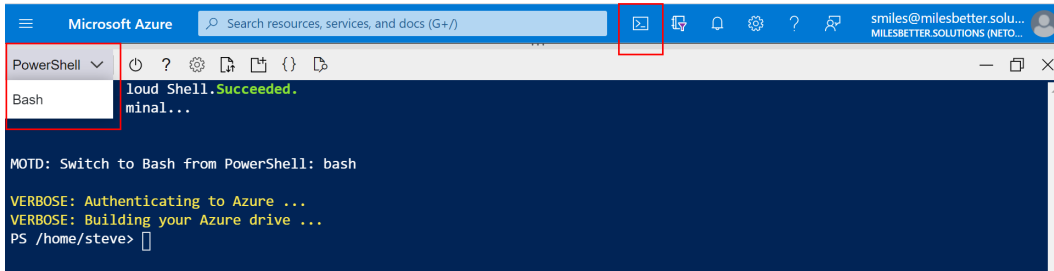 Microsoft Azure
Search resources, services, and docs (G+/)
smiles@milesbetter.solu...
MILESBETTER.SOLUTIONS (NETO...
PowerShell
Bash
loud Shell.Succeeded.
minal...
MOTD: Switch to Bash from PowerShell: bash
VERBOSE: Authenticating to Azure ...
VERBOSE: Building your Azure drive ...
PS /home/steve>